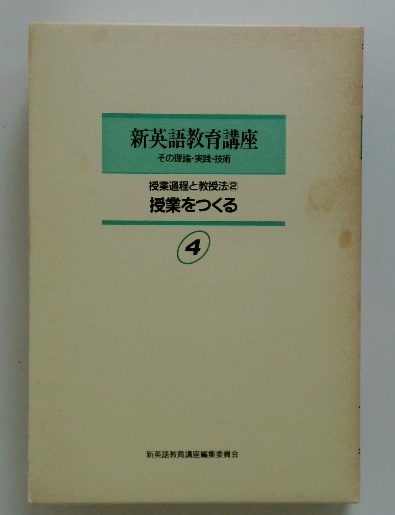 新英語教育講座
その理論・実践・技術
授業過程と教授法(2)
授業をつくる
4
新英語教育講座編集委員会